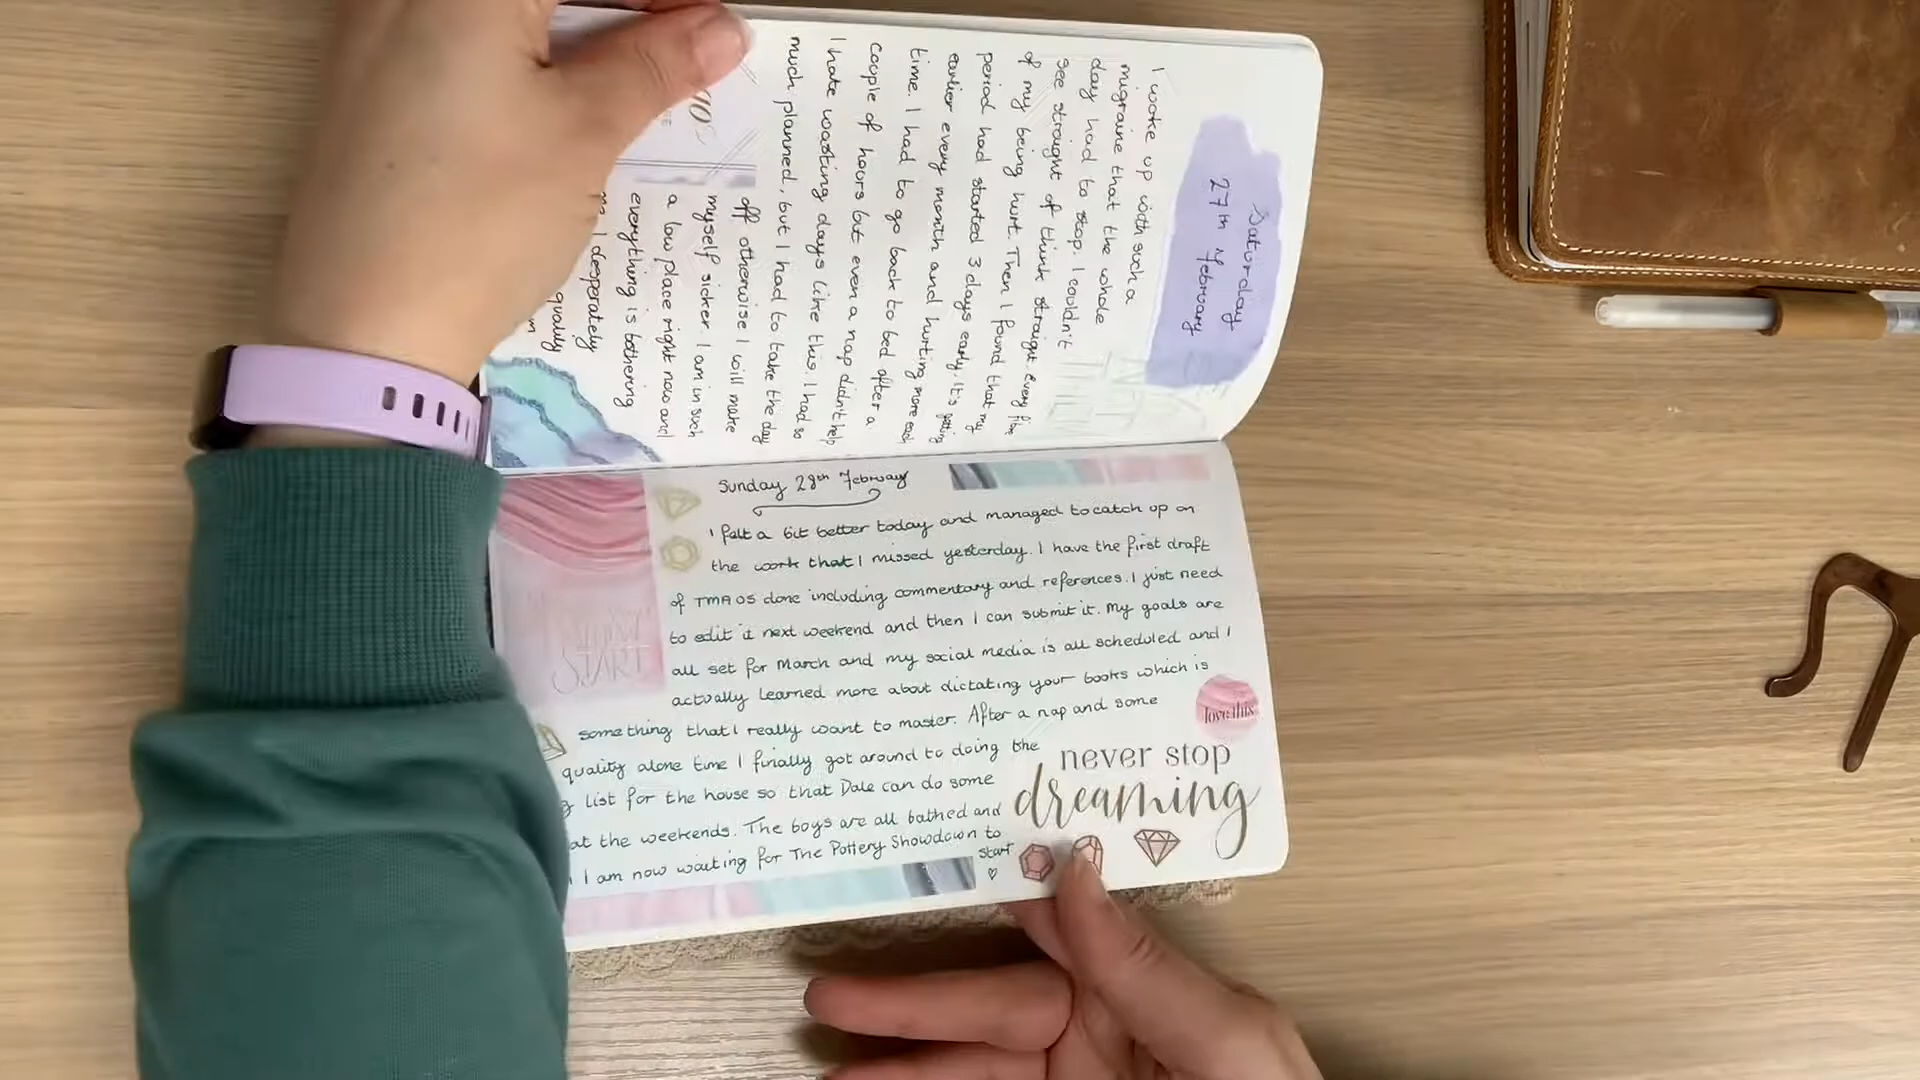 Saturday
27th February
I woke up with such a
migraine that the whole
day had to stop. I couldn't
see straight of think straight. Every fibre
of my being hurt. Then I found that my
period had started 3 days early. It's getting
earlier every month and hurting more each
time. I had to go back to bed after a
couple of hours but even a nap didn't help
I hate wasting days like this. I had so
much planned, but I had to take the day
off otherwise I will make
myself sicker. I am in such
a low place right now and
everything is bothering
me I desperately
quality
Sunday 28th February
I felt a bit better today and managed to catch up on
the work that I missed yesterday. I have the first draft
of TMA 05 done including commentary and references. I just need
to edit it next weekend and then I can submit it. My goals are
all set for March and my social media is all scheduled and I
actually learned more about dictating your books which is
something that I really want to master. After a nap and some
quality alone time I finally got around to doing the
list for the house so that Dale can do some
at the weekends. The boys are all bathed and
I am now waiting for The Pottery Showdown to
start
START
love this
never stop
dreaming